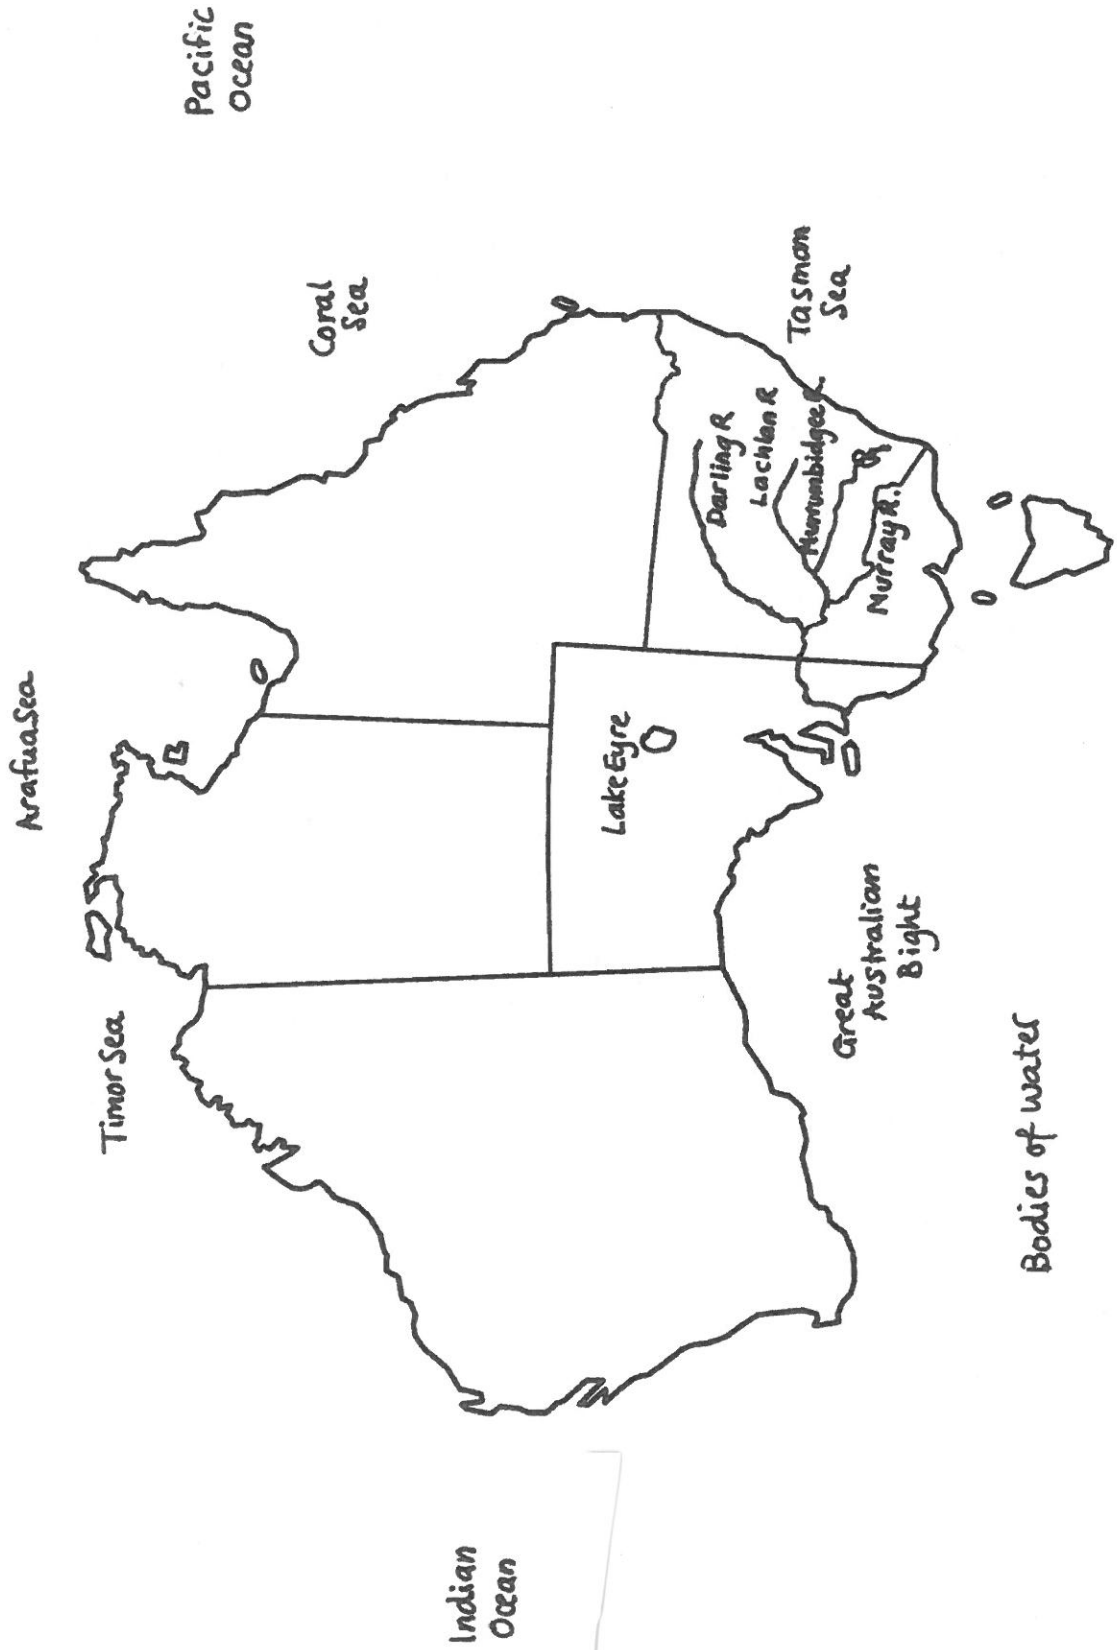 Arafua Sea
Timor Sea
Coral
Sea
Pacific
Ocean
Indian
Ocean
Lake Eyre
Darling R
Lachlan R
Murrumbidgee R.
Murray R.
Tasman
Sea
Great
Australian
Bight
Bodies of water